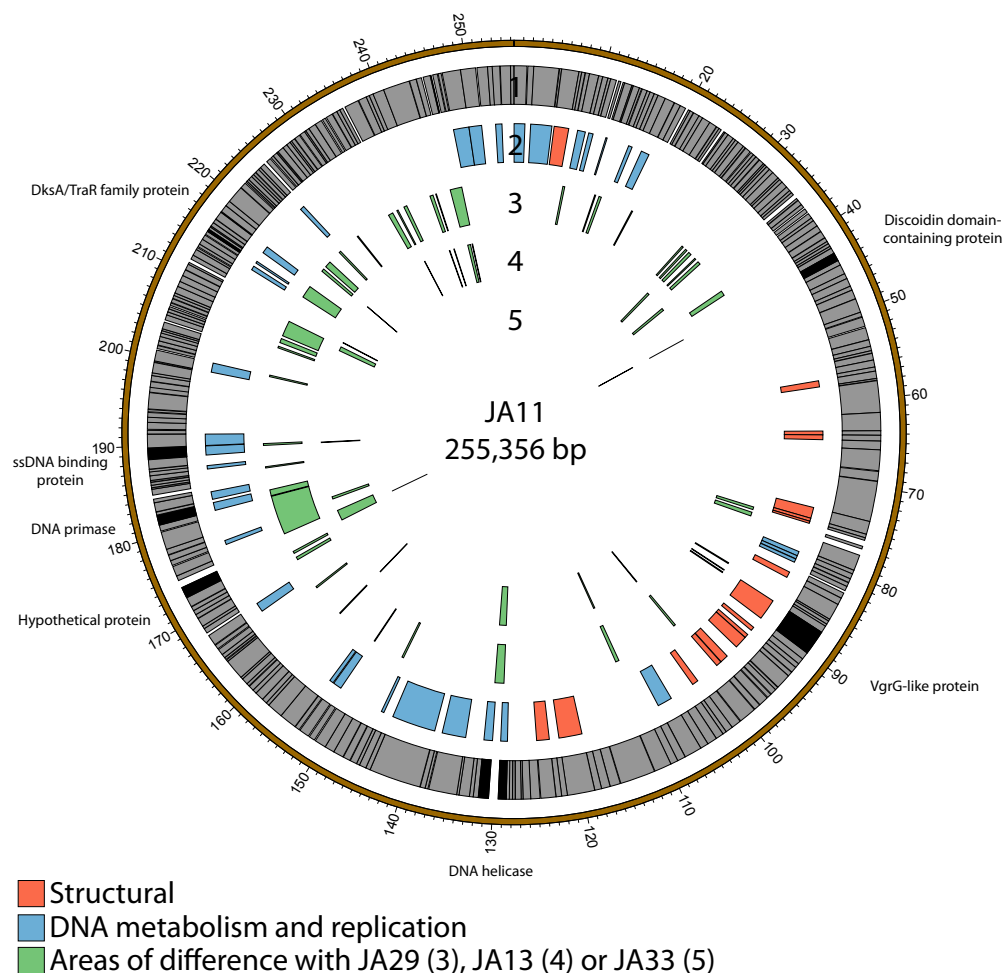 250
240
20
230
30
220
DksA/TraR family protein
40
Discoidin domain-
containing protein
210
50
200
60
190
ssDNA binding
protein
70
DNA primase
180
80
Hypothetical protein
170
90
VgrG-like protein
160
100
150
110
140
120
130
DNA helicase
1
2
3
4
5
JA11
255,356 bp
Structural
DNA metabolism and replication
Areas of difference with JA29 (3), JA13 (4) or JA33 (5)